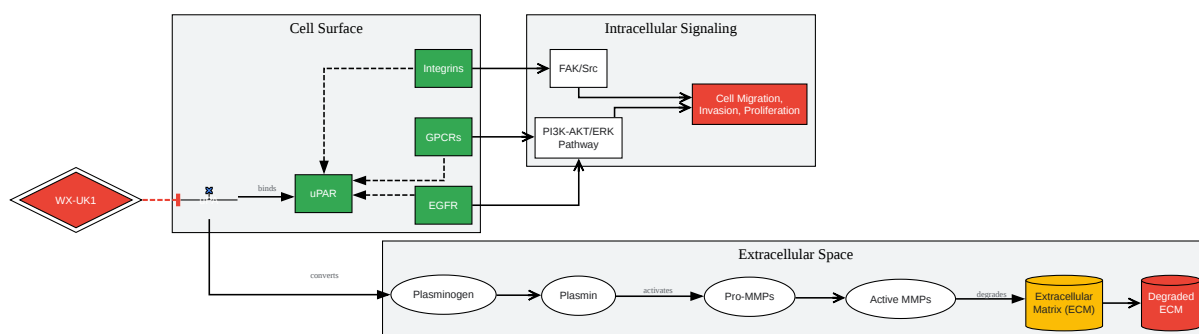 Cell Surface
Intracellular Signaling
Integrins
FAK/Src
Cell Migration,
Invasion, Proliferation
GPCRs
PI3K-AKT/ERK
Pathway
WX-UK1
binds
uPAR
EGFR
Extracellular Space
converts
Plasminogen
Plasmin
activates
Pro-MMPs
Active MMPs
degrades
Extracellular
Matrix (ECM)
Degraded
ECM